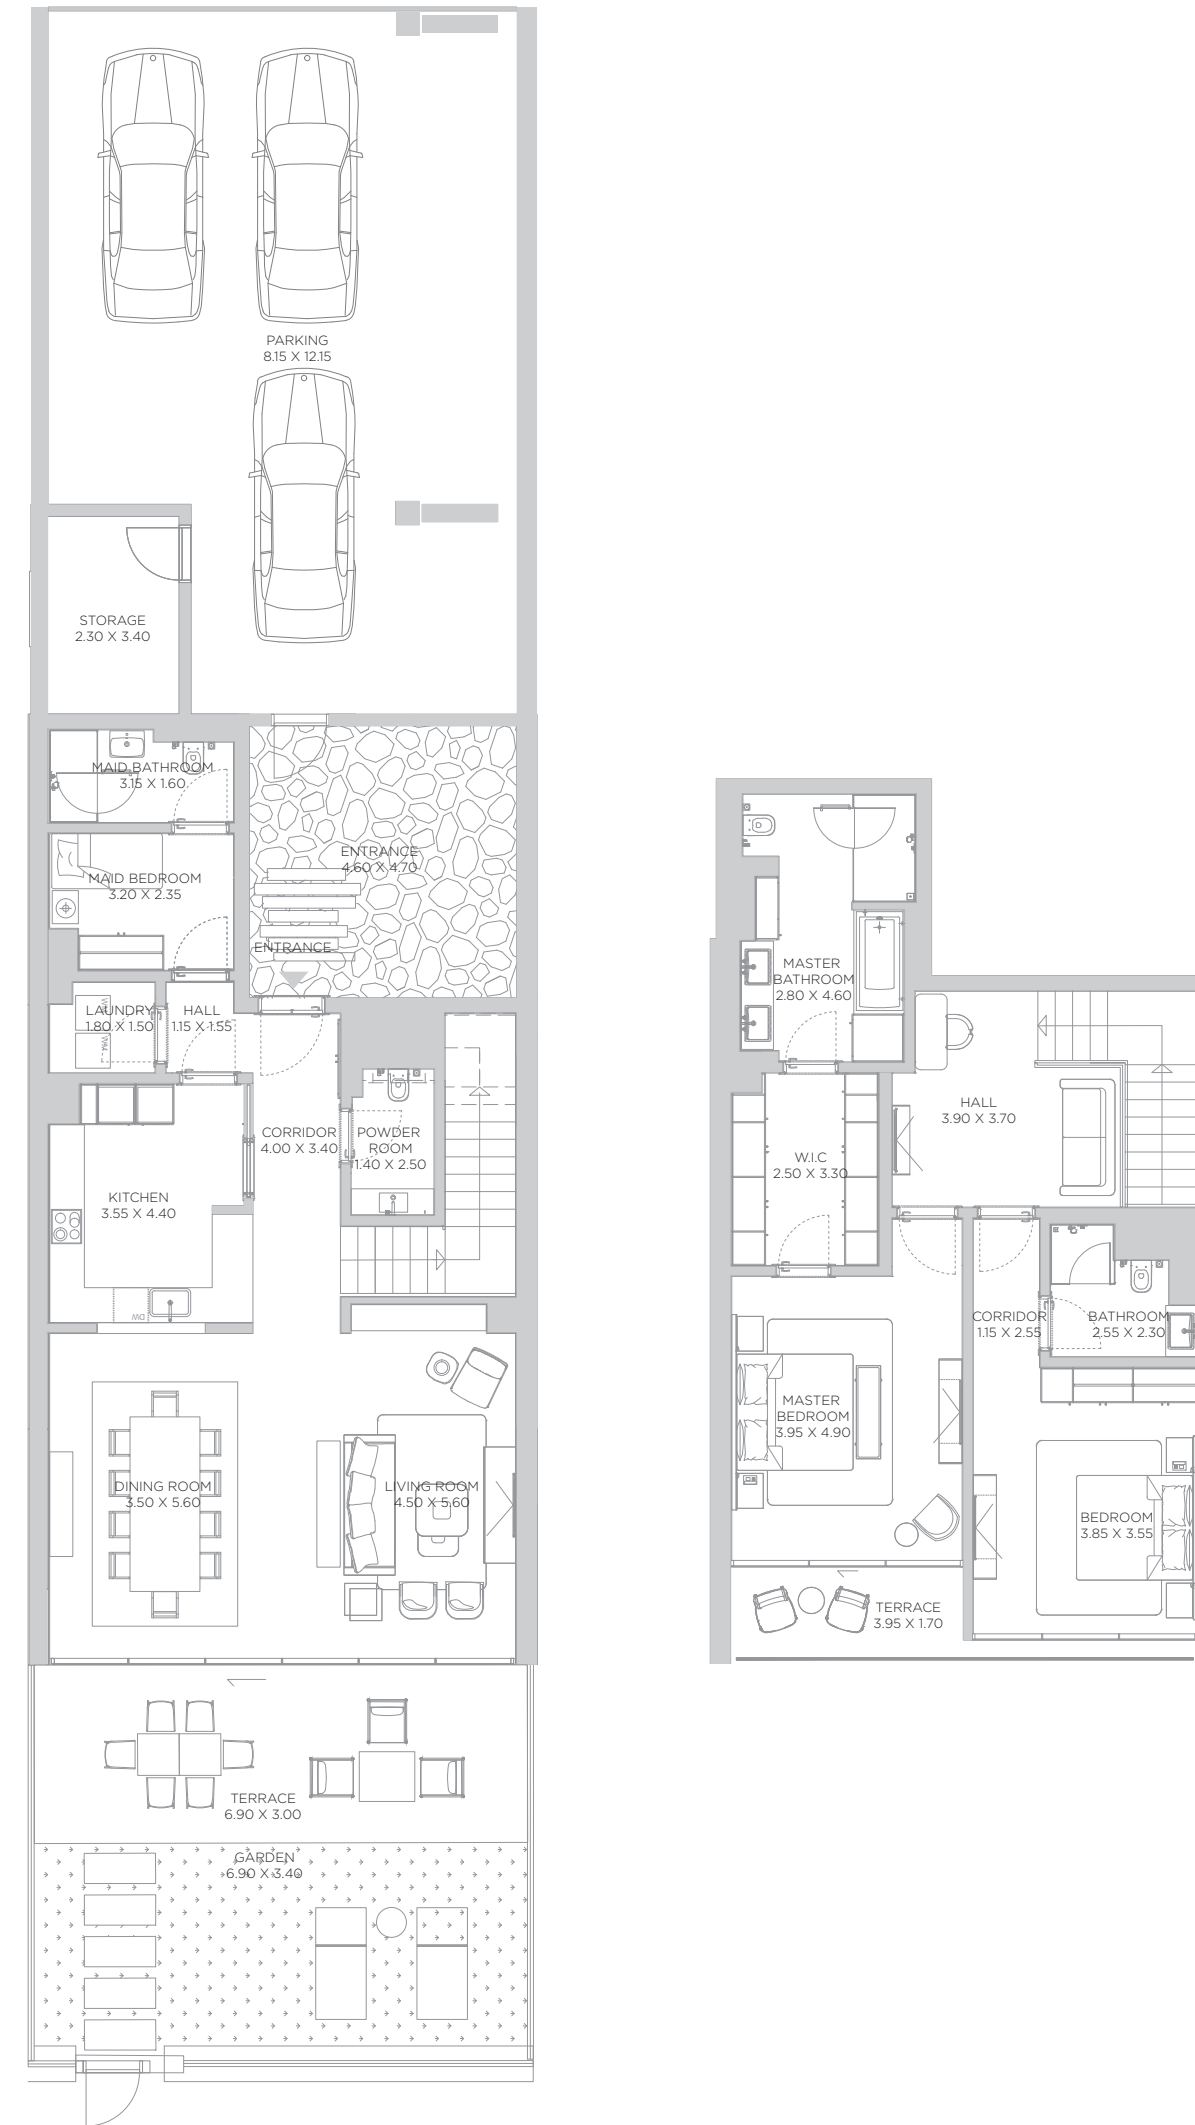 PARKING
8.15 X 12.15
STORAGE
2.30 X 3.40
MAID BATHROOM
3.15 X 1.60
ENTRANCE
4.60 X 4.70
MAID BEDROOM
3.20 X 2.35
ENTRANCE
LAUNDRY
1.80 X 1.50
HALL
1.15 X 1.55
CORRIDOR
4.00 X 3.40
POWDER
ROOM
1.40 X 2.50
KITCHEN
3.55 X 4.40
DW
DINING ROOM
3.50 X 5.60
LIVING ROOM
4.50 X 5.60
TERRACE
6.90 X 3.00
GARDEN
6.90 X 3.40
MASTER
BATHROOM
2.80 X 4.60
HALL
3.90 X 3.70
W.I.C
2.50 X 3.30
CORRIDOR
1.15 X 2.55
BATHROOM
2.55 X 2.30
MASTER
BEDROOM
3.95 X 4.90
BEDROOM
3.85 X 3.55
TERRACE
3.95 X 1.70